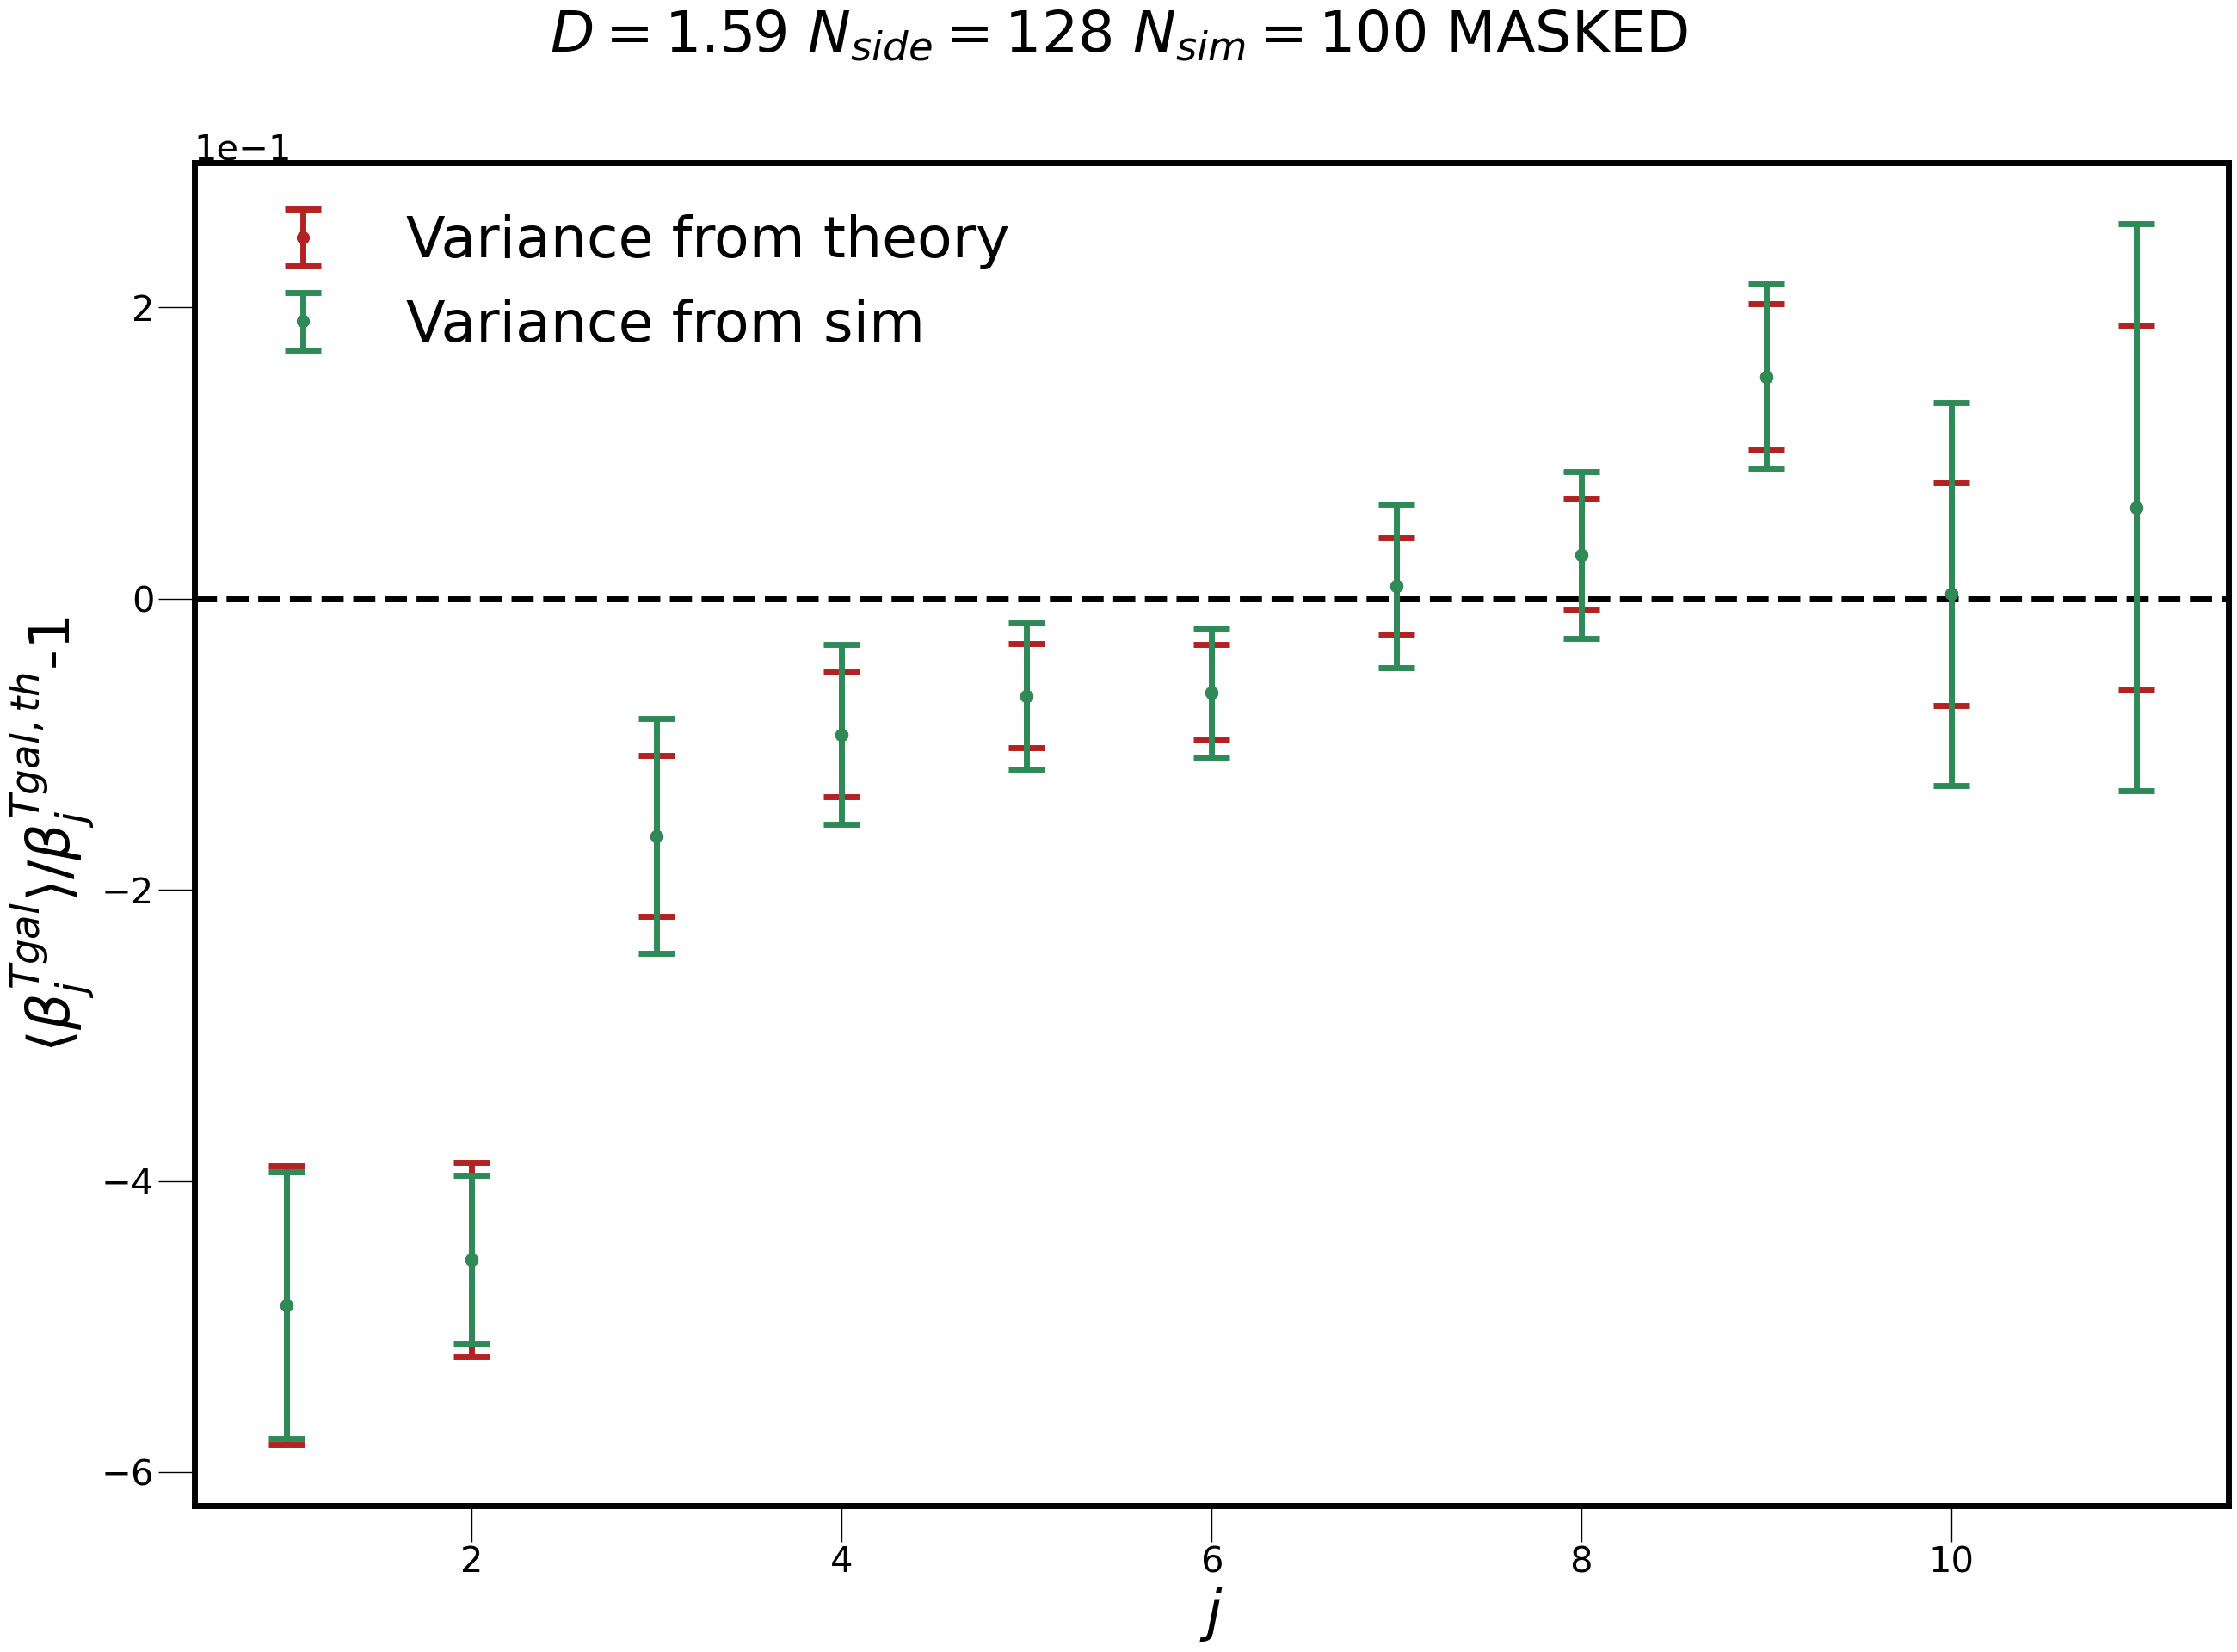 D = 1.59 N_side = 128 N_sim = 100 MASKED
1e−1
Variance from theory
Variance from sim
2
0
−2
−4
−6
⟨β_j^Tgal⟩/β_j^Tgal, th-1
2 4 6 8 10
j